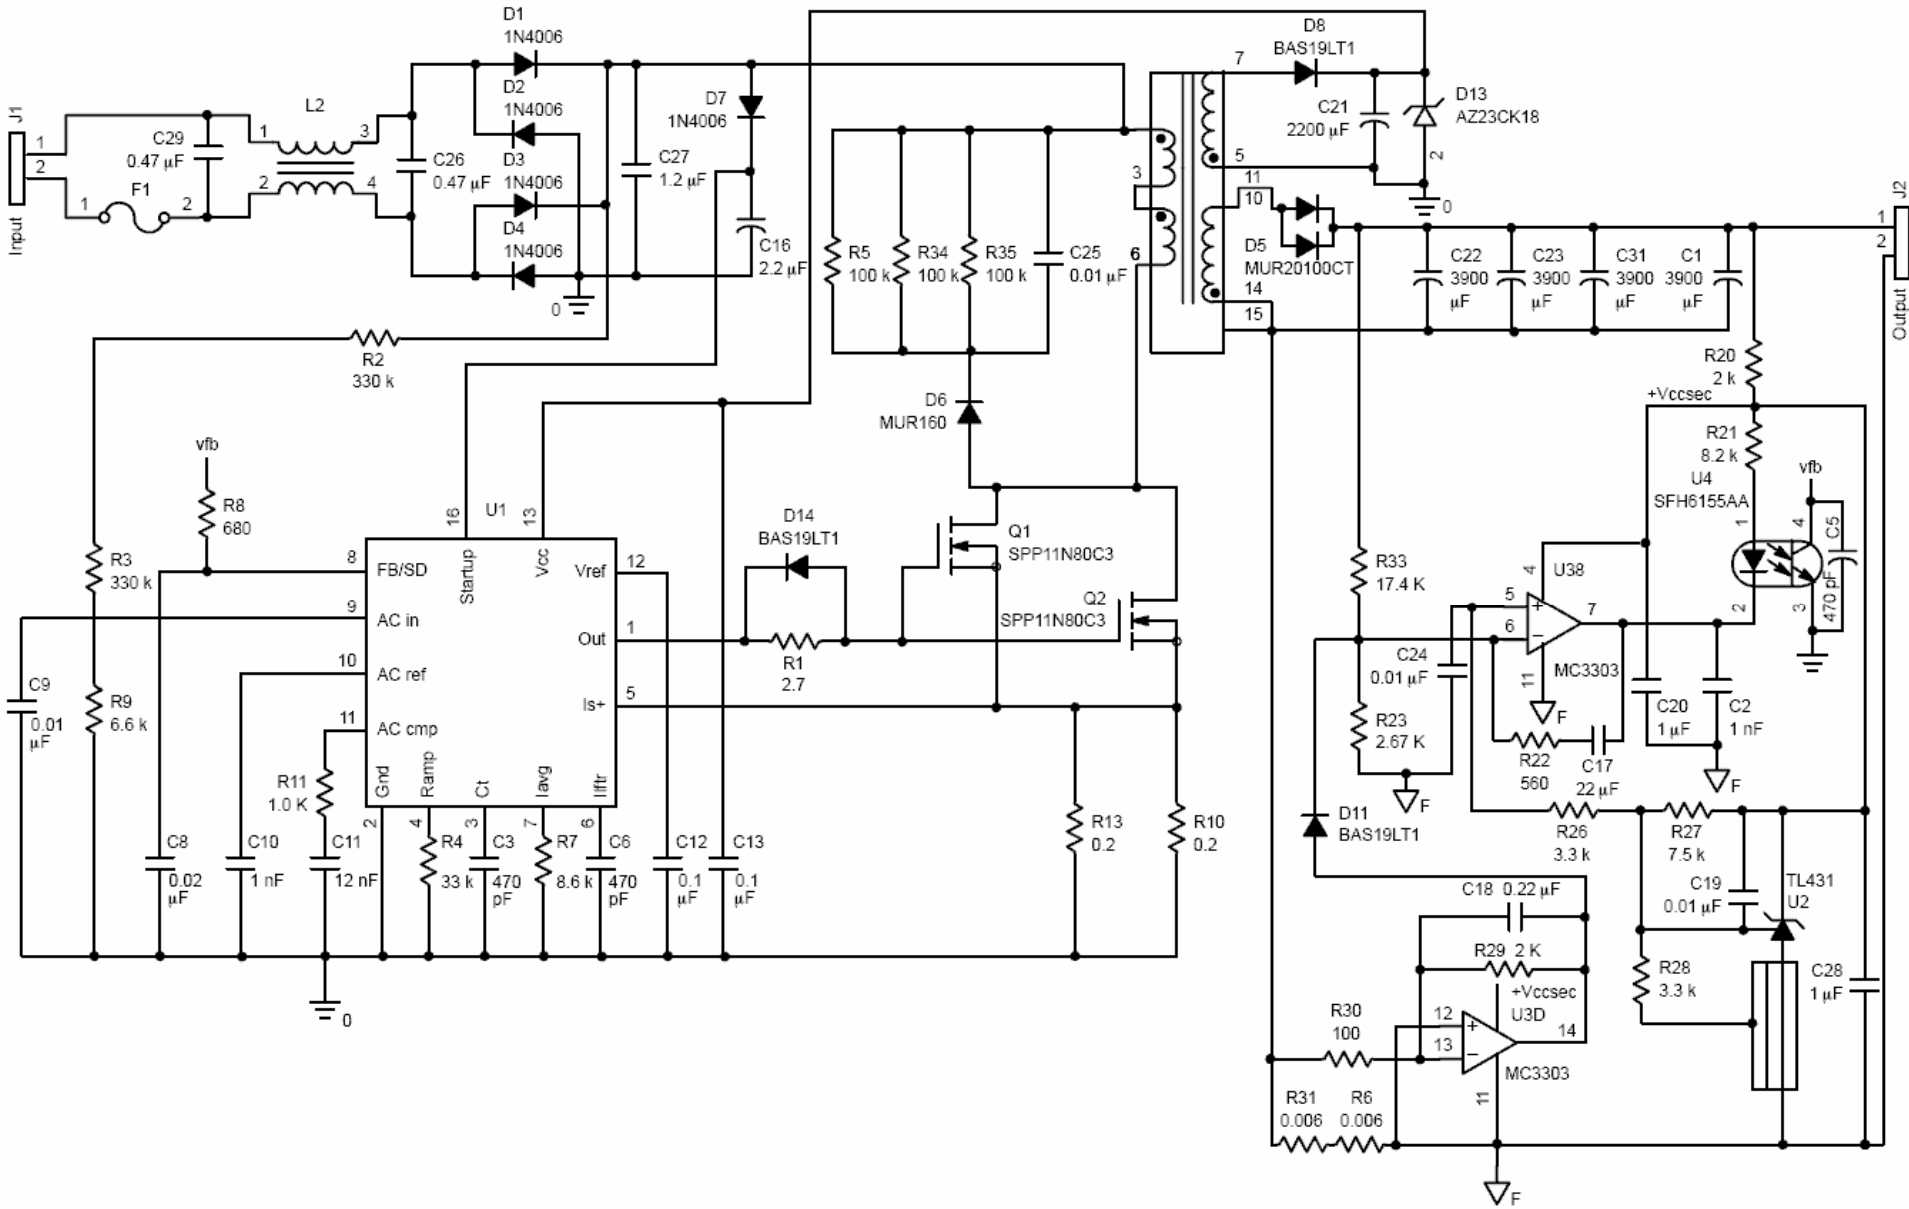 J1
Input
1
2
F1
1
2
C29
0.47 µF
L2
1
3
2
4
C26
0.47 µF
D1
1N4006
D2
1N4006
D3
1N4006
D4
1N4006
0
C27
1.2 µF
D7
1N4006
C16
2.2 µF
R5
100 k
R34
100 k
R35
100 k
C25
0.01 µF
3
6
7
5
11
10
14
15
D8
BAS19LT1
C21
2200 µF
D13
AZ23CK18
2
0
D5
MUR20100CT
C22
3900
µF
C23
3900
µF
C31
3900
µF
C1
3900
µF
J2
1
2
Output
R2
330 k
D6
MUR160
R20
2 k
+Vccsec
R21
8.2 k
U4
SFH6155AA
vfb
1
4
2
3
C5
470 pF
vfb
R8
680
R3
330 k
R9
6.6 k
C9
0.01
µF
U1
16
13
Startup
Vcc
8
FB/SD
9
AC in
10
AC ref
11
AC cmp
12
Vref
1
Out
5
Is+
Gnd
Ramp
Ct
Iavg
Iifltr
2
4
3
7
6
D14
BAS19LT1
R1
2.7
Q1
SPP11N80C3
Q2
SPP11N80C3
R11
1.0 K
C8
0.02
µF
C10
1 nF
C11
12 nF
R4
33 k
C3
470
pF
R7
8.6 k
C6
470
pF
C12
0.1
µF
C13
0.1
µF
R13
0.2
R10
0.2
0
R33
17.4 K
R23
2.67 K
C24
0.01 µF
F
U38
4
5
+
6
−
7
11
MC3303
F
R22
560
C17
22 µF
C20
1 µF
C2
1 nF
F
D11
BAS19LT1
R26
3.3 k
R27
7.5 k
C19
0.01 µF
TL431
U2
R28
3.3 k
C28
1 µF
C18 0.22 µF
R29 2 K
+Vccsec
U3D
12
+
13
−
14
11
MC3303
R30
100
R31
0.006
R6
0.006
F